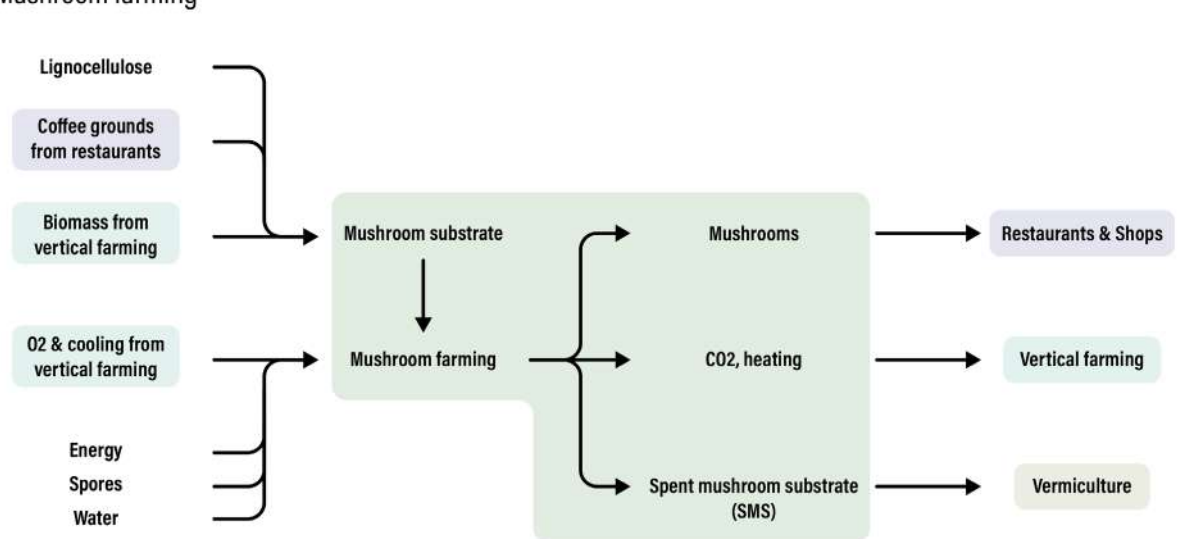 Mushroom farming
Lignocellulose
Coffee grounds
from restaurants
Biomass from
vertical farming
O2 & cooling from
vertical farming
Energy
Spores
Water
Mushroom substrate
Mushroom farming
Mushrooms
CO2, heating
Spent mushroom substrate
(SMS)
Restaurants & Shops
Vertical farming
Vermiculture